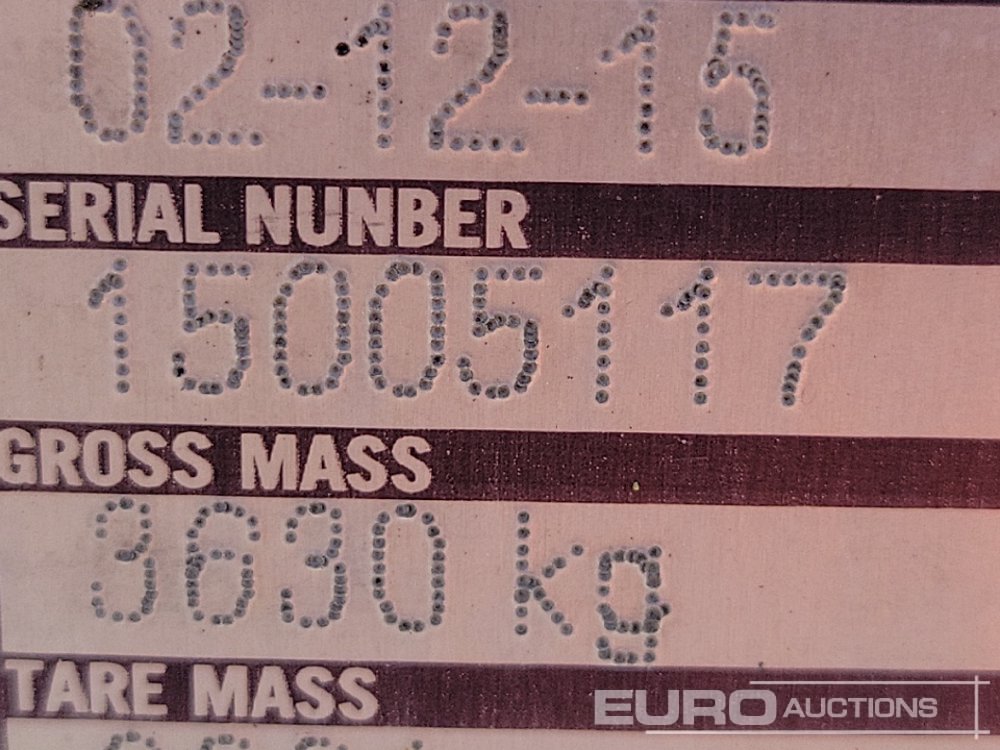 02-12-15
SERIAL NUNBER
15005117
GROSS MASS
3630 kg
TARE MASS
EURO AUCTIONS